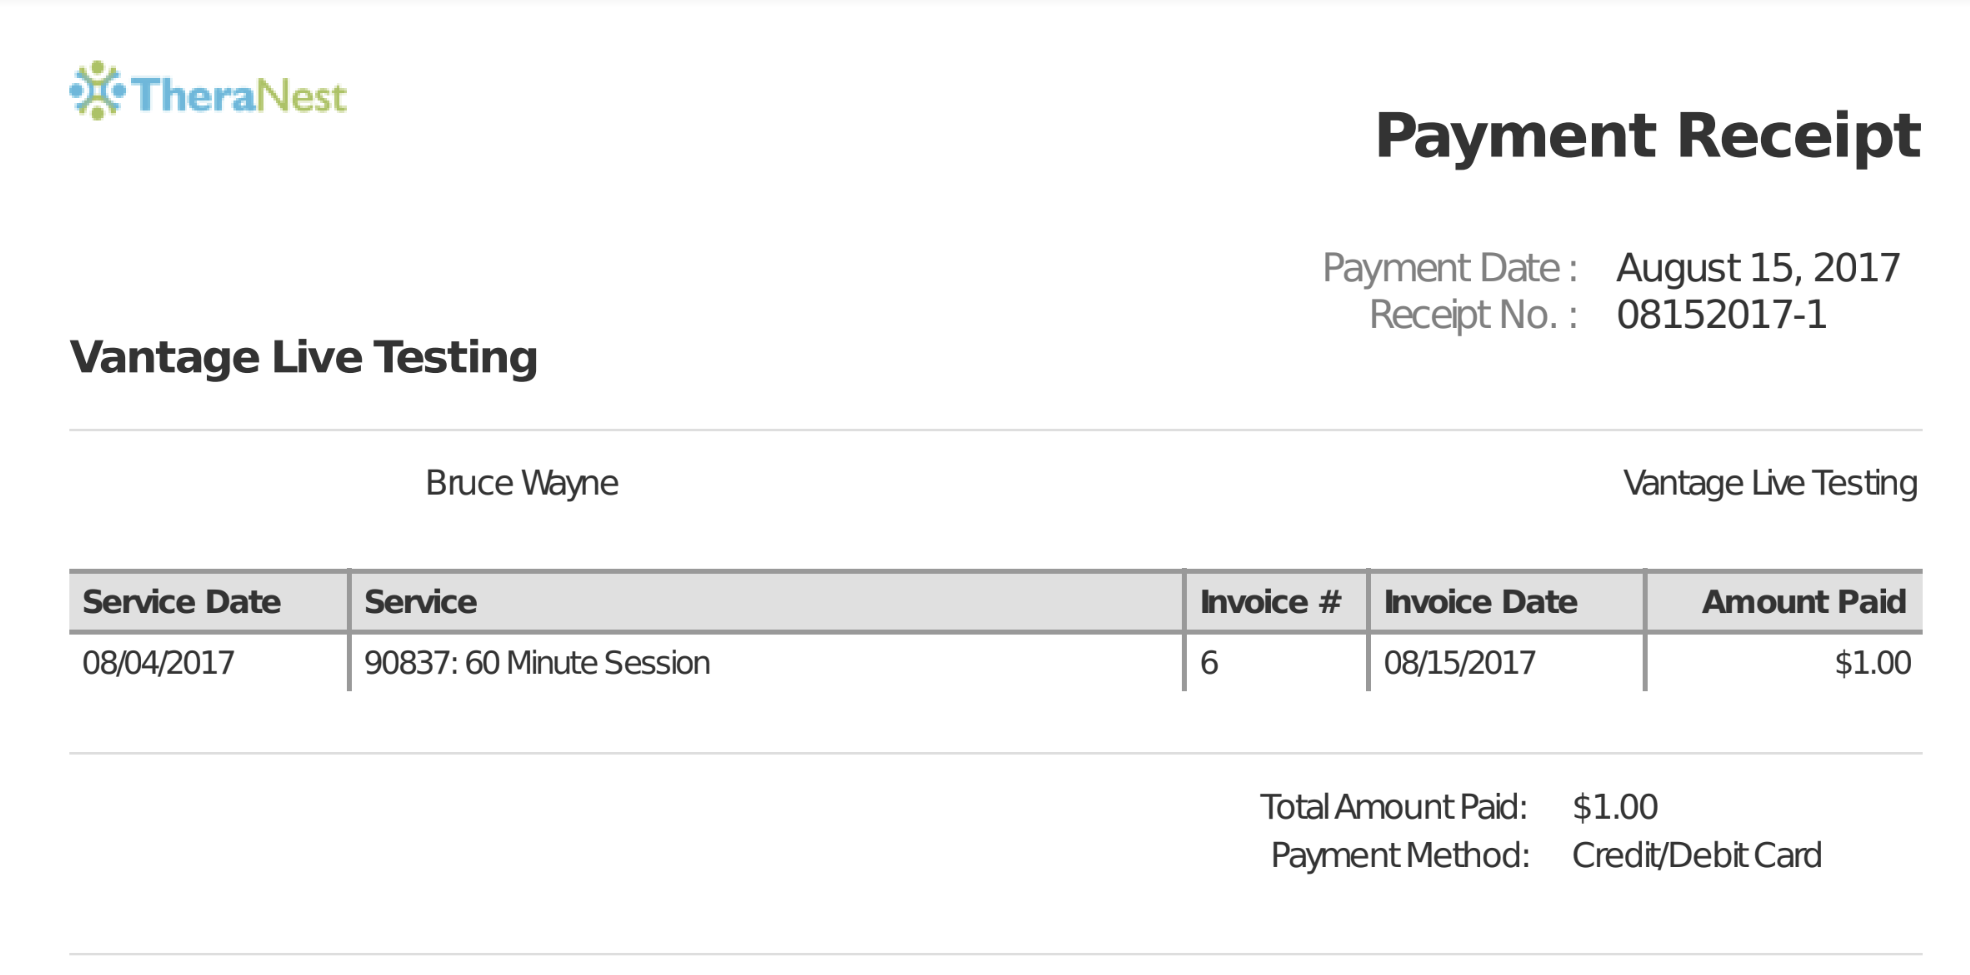 TheraNest
Payment Receipt
Payment Date : August 15, 2017
Receipt No. : 08152017-1
Vantage Live Testing
Bruce Wayne Vantage Live Testing
Service Date Service Invoice # Invoice Date Amount Paid
08/04/2017 90837: 60 Minute Session 6 08/15/2017 $1.00
Total Amount Paid: $1.00
Payment Method: Credit/Debit Card